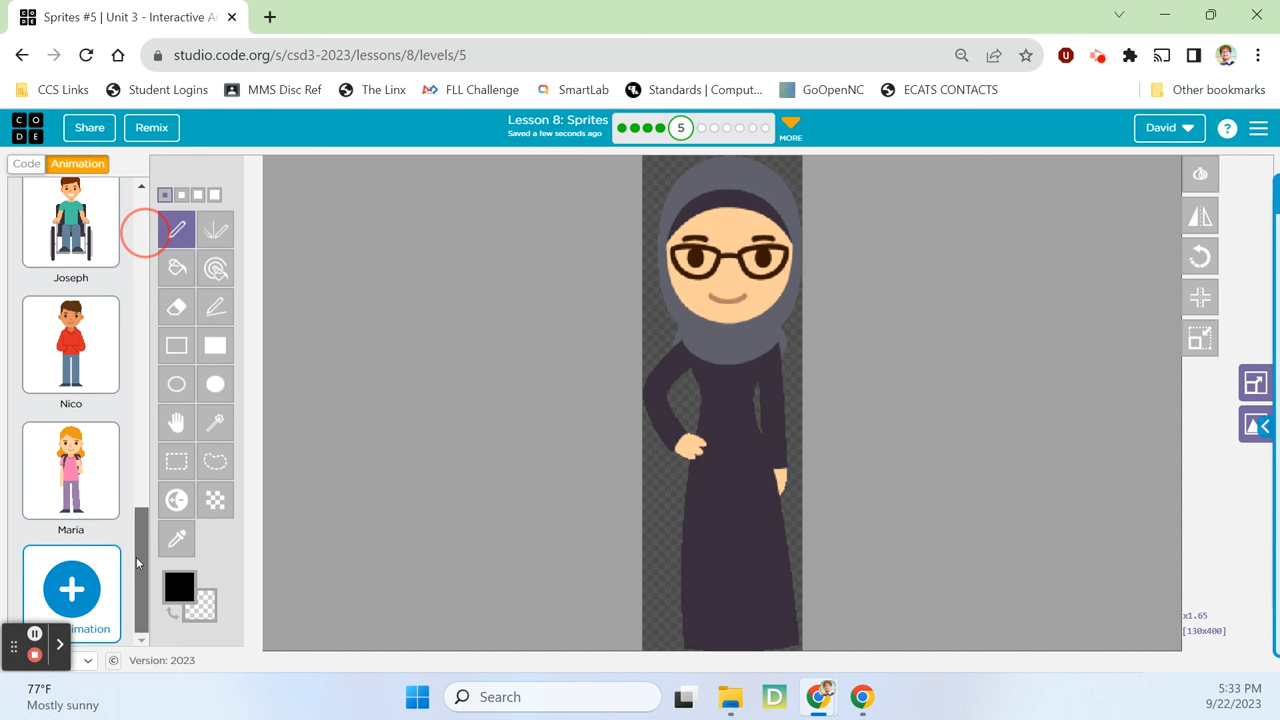 Sprites #5 | Unit 3 - Interactive An
studio.code.org/s/csd3-2023/lessons/8/levels/5
CCS Links
Student Logins
MMS Disc Ref
The Linx
FLL Challenge
SmartLab
Standards | Comput...
GoOpenNC
ECATS CONTACTS
Other bookmarks
C O
D E
Share
Remix
Lesson 8: Sprites
Saved a few seconds ago
5
MORE
David
Code
Animation
Joseph
Nico
Maria
x1.65
[130x400]
Version: 2023
77°F
Mostly sunny
Search
5:33 PM
9/22/2023